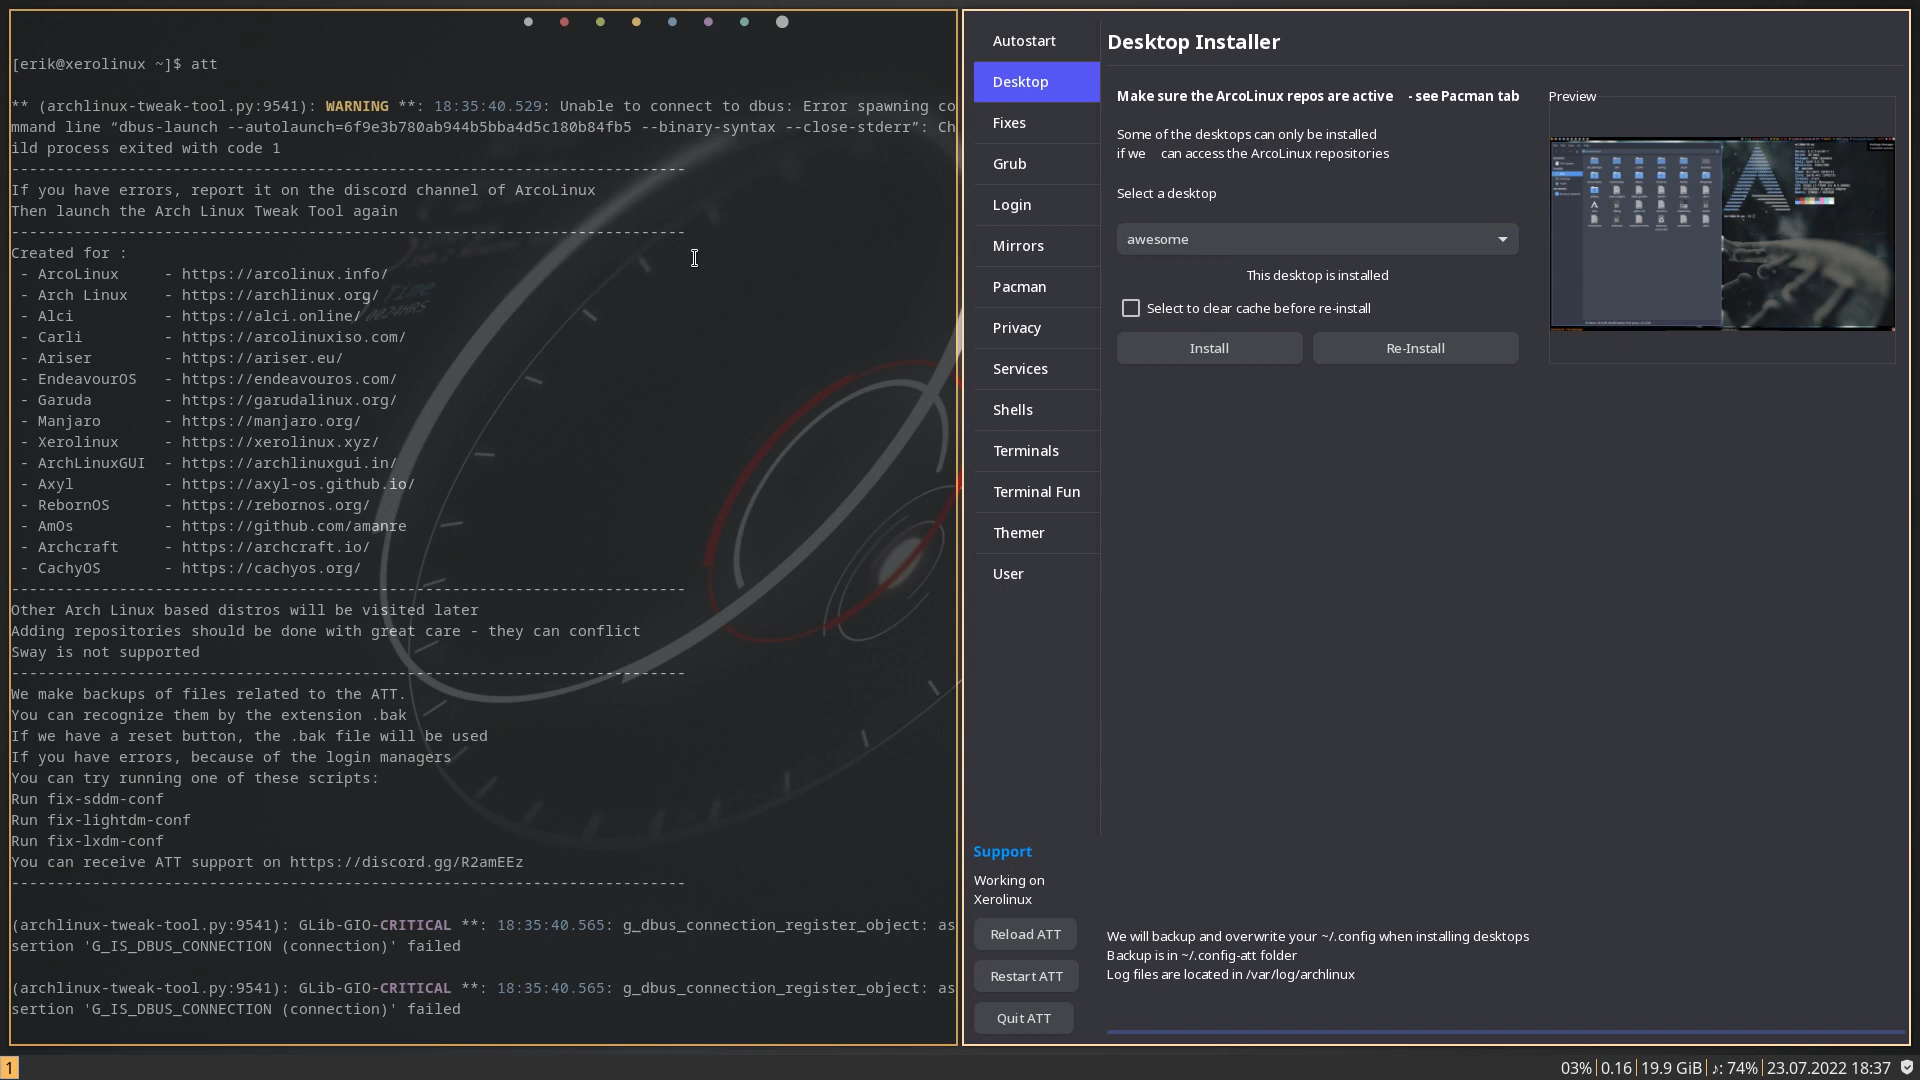 [erik@xerolinux ~]$ att
** (archlinux-tweak-tool.py:9541): WARNING **: 18:35:40.529: Unable to connect to dbus: Error spawning co
mmand line “dbus-launch --autolaunch=6f9e3b780ab944b5bba4d5c180b84fb5 --binary-syntax --close-stderr”: Ch
ild process exited with code 1
---------------------------------------------------------------------------
If you have errors, report it on the discord channel of ArcoLinux
Then launch the Arch Linux Tweak Tool again
---------------------------------------------------------------------------
Created for :
- ArcoLinux - https://arcolinux.info/
- Arch Linux - https://archlinux.org/
- Alci - https://alci.online/
- Carli - https://arcolinuxiso.com/
- Ariser - https://ariser.eu/
- EndeavourOS - https://endeavouros.com/
- Garuda - https://garudalinux.org/
- Manjaro - https://manjaro.org/
- Xerolinux - https://xerolinux.xyz/
- ArchLinuxGUI - https://archlinuxgui.in/
- Axyl - https://axyl-os.github.io/
- RebornOS - https://rebornos.org/
- AmOs - https://github.com/amanre
- Archcraft - https://archcraft.io/
- CachyOS - https://cachyos.org/
---------------------------------------------------------------------------
Other Arch Linux based distros will be visited later
Adding repositories should be done with great care - they can conflict
Sway is not supported
---------------------------------------------------------------------------
We make backups of files related to the ATT.
You can recognize them by the extension .bak
If we have a reset button, the .bak file will be used
If you have errors, because of the login managers
You can try running one of these scripts:
Run fix-sddm-conf
Run fix-lightdm-conf
Run fix-lxdm-conf
You can receive ATT support on https://discord.gg/R2amEEz
---------------------------------------------------------------------------
(archlinux-tweak-tool.py:9541): GLib-GIO-CRITICAL **: 18:35:40.565: g_dbus_connection_register_object: as
sertion 'G_IS_DBUS_CONNECTION (connection)' failed
(archlinux-tweak-tool.py:9541): GLib-GIO-CRITICAL **: 18:35:40.565: g_dbus_connection_register_object: as
sertion 'G_IS_DBUS_CONNECTION (connection)' failed
Autostart
Desktop
Fixes
Grub
Login
Mirrors
Pacman
Privacy
Services
Shells
Terminals
Terminal Fun
Themer
User
Support
Working on
Xerolinux
Reload ATT
Restart ATT
Quit ATT
Desktop Installer
Make sure the ArcoLinux repos are active - see Pacman tab
Some of the desktops can only be installed
if we can access the ArcoLinux repositories
Select a desktop
awesome
This desktop is installed
Select to clear cache before re-install
Install
Re-Install
Preview
We will backup and overwrite your ~/.config when installing desktops
Backup is in ~/.config-att folder
Log files are located in /var/log/archlinux
1
03%|0.16|19.9 GiB|♪: 74%|23.07.2022 18:37